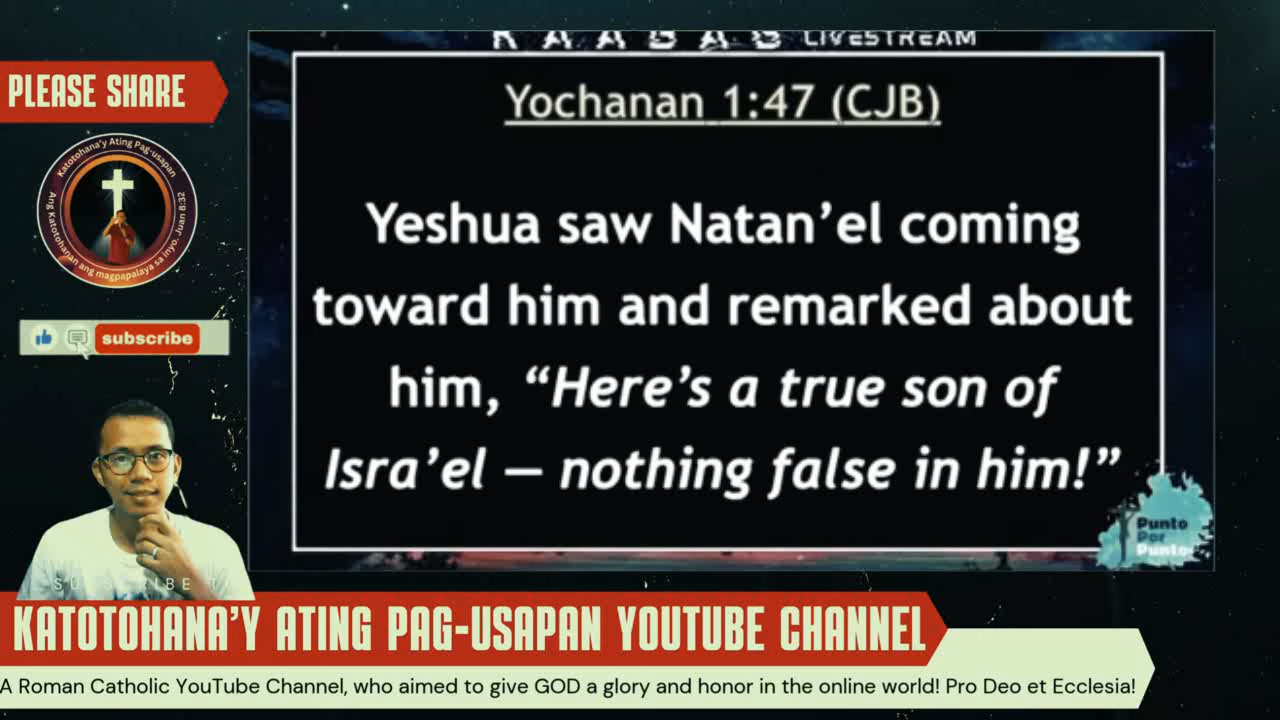 KAABAG LIVESTREAM
PLEASE SHARE
Yochanan 1:47 (CJB)
Katotohana'y Ating Pag-usapan
Ang Katotohanan ang magpapalaya sa inyo. Juan 8:32
Yeshua saw Natan’el coming
toward him and remarked about
him, “Here’s a true son of
Isra’el — nothing false in him!”
subscribe
Punto
Por
Punto
KATOTOHANA’Y ATING PAG-USAPAN YOUTUBE CHANNEL
A Roman Catholic YouTube Channel, who aimed to give GOD a glory and honor in the online world! Pro Deo et Ecclesia!